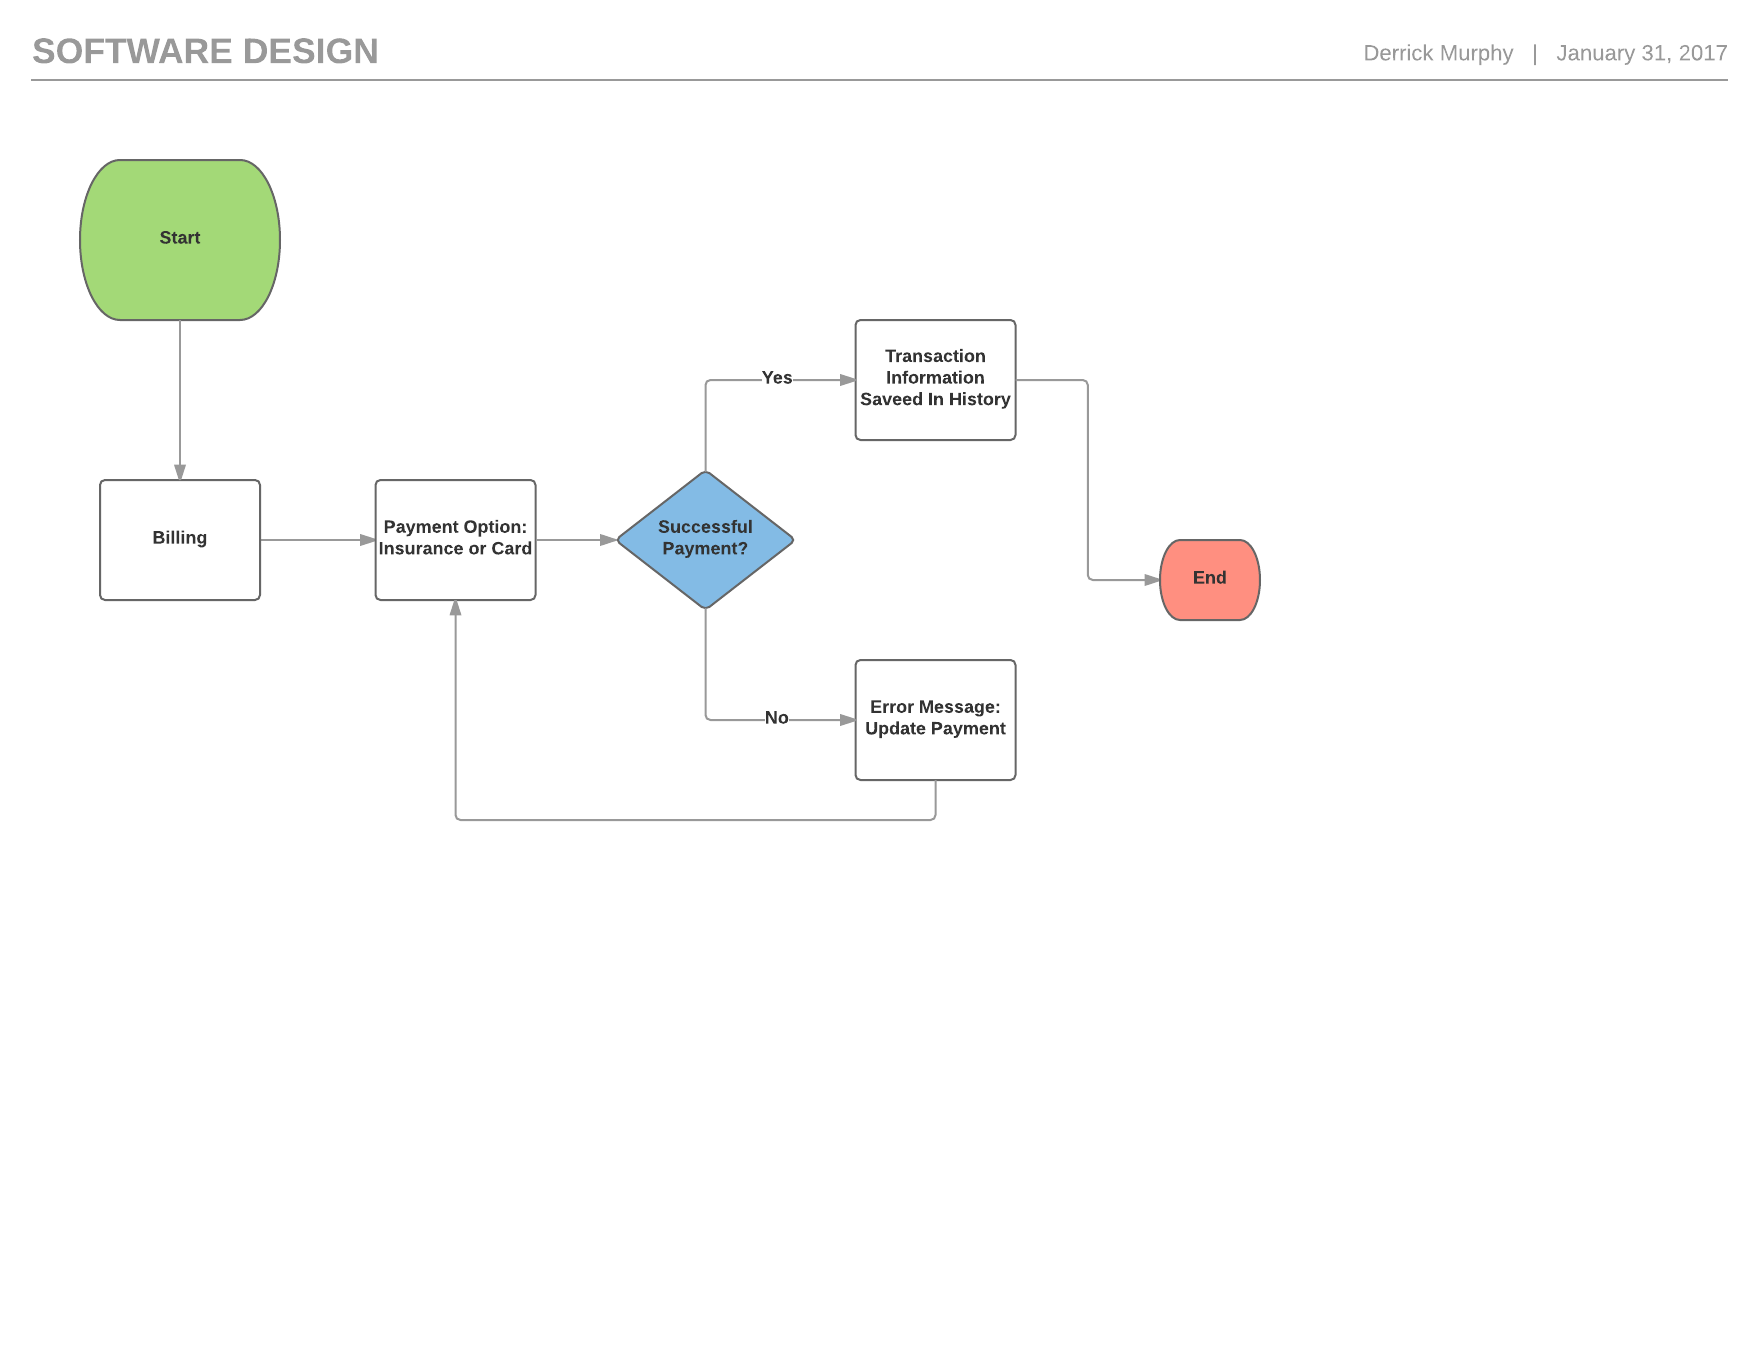 SOFTWARE DESIGN
Derrick Murphy | January 31, 2017
Start
Billing
Payment Option:
Insurance or Card
Successful
Payment?
Yes
Transaction
Information
Saveed In History
No
Error Message:
Update Payment
End